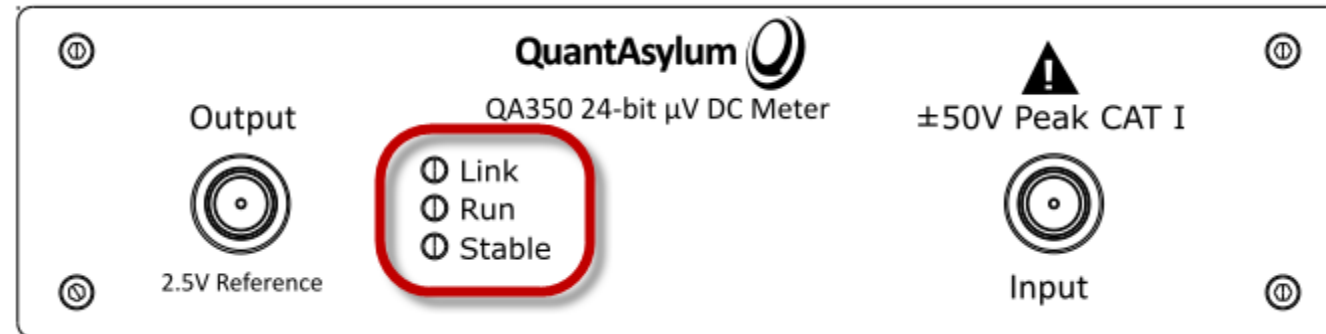 QuantAsylum
QA350 24-bit µV DC Meter
Output
2.5V Reference
Link
Run
Stable
!
±50V Peak CAT I
Input